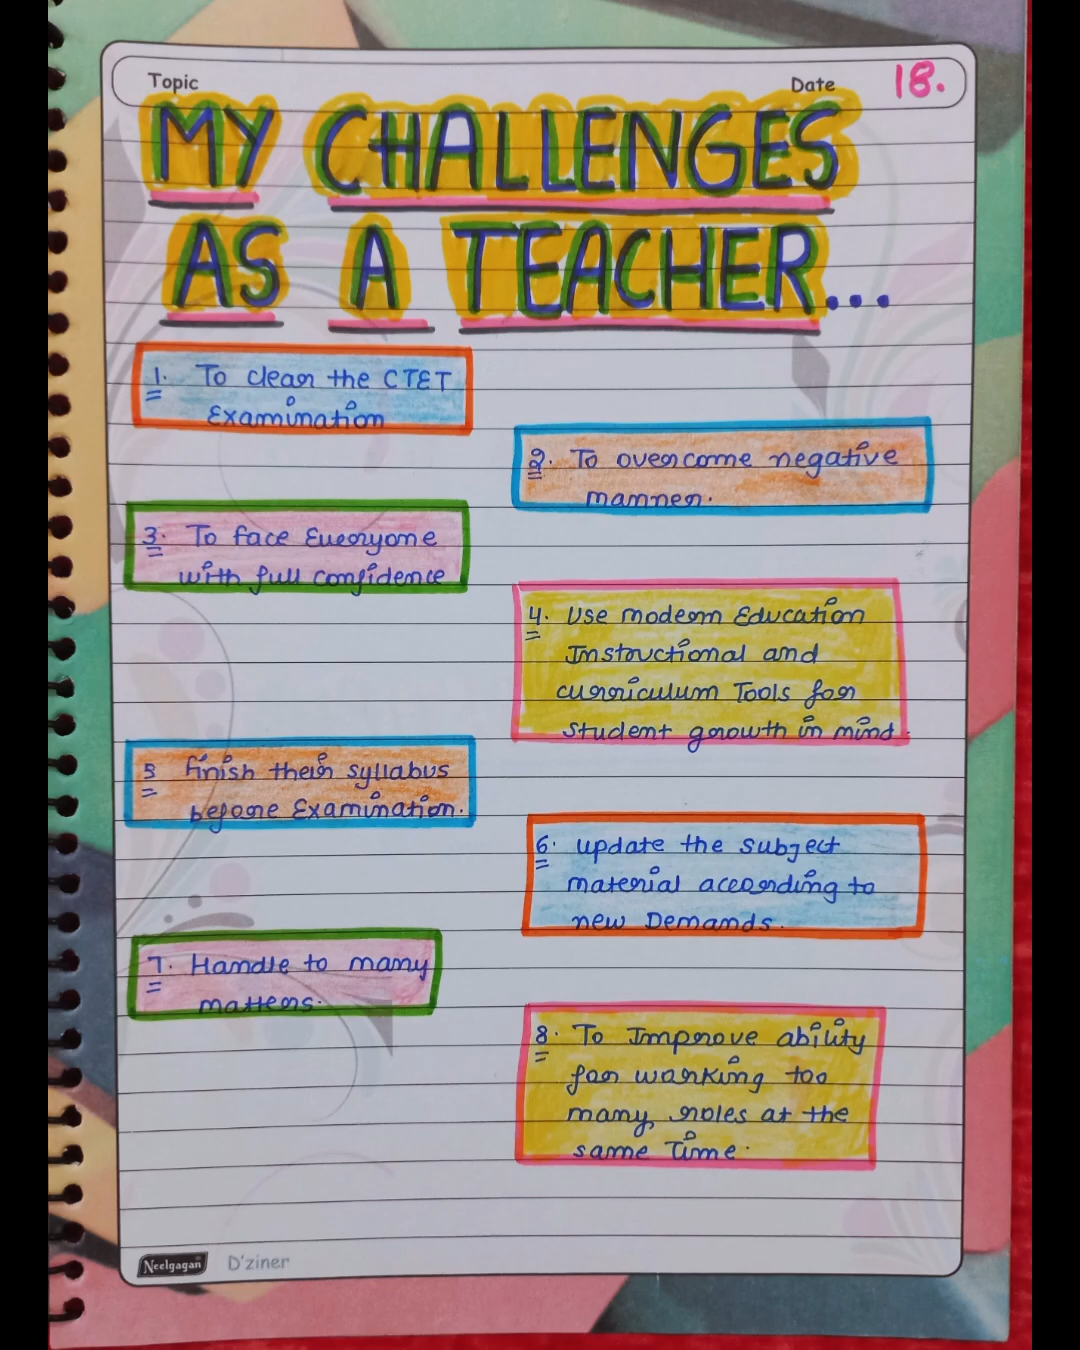 Topic
Date 18.
MY CHALLENGES
AS A TEACHER...
1. To clear the CTET
Examination
2. To overcome negative
manner.
3. To face Everyone
with full confidence
4. Use modern Education
Instructional and
curriculum Tools for
student growth in mind.
5 finish their syllabus
before Examination.
6. update the subject
material according to
new Demands.
7. Handle to many
matters.
8. To Improve ability
for working too
many roles at the
same Time.
Neelgagan D'ziner